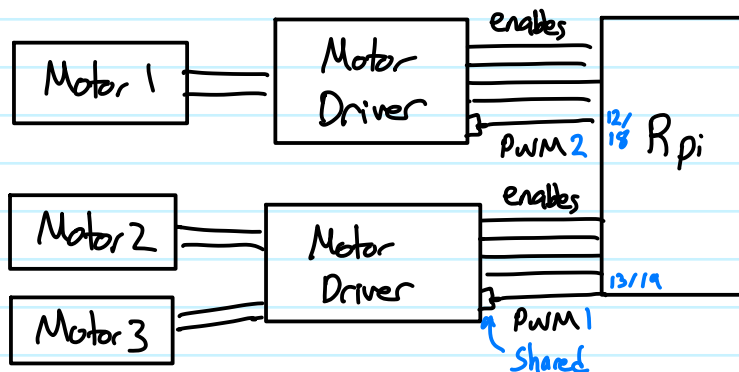 enables
Motor 1
Motor
Driver
12/
18
R pi
PWM 2
enables
Motor 2
Motor
Driver
13/19
PWM 1
Shared
Motor 3